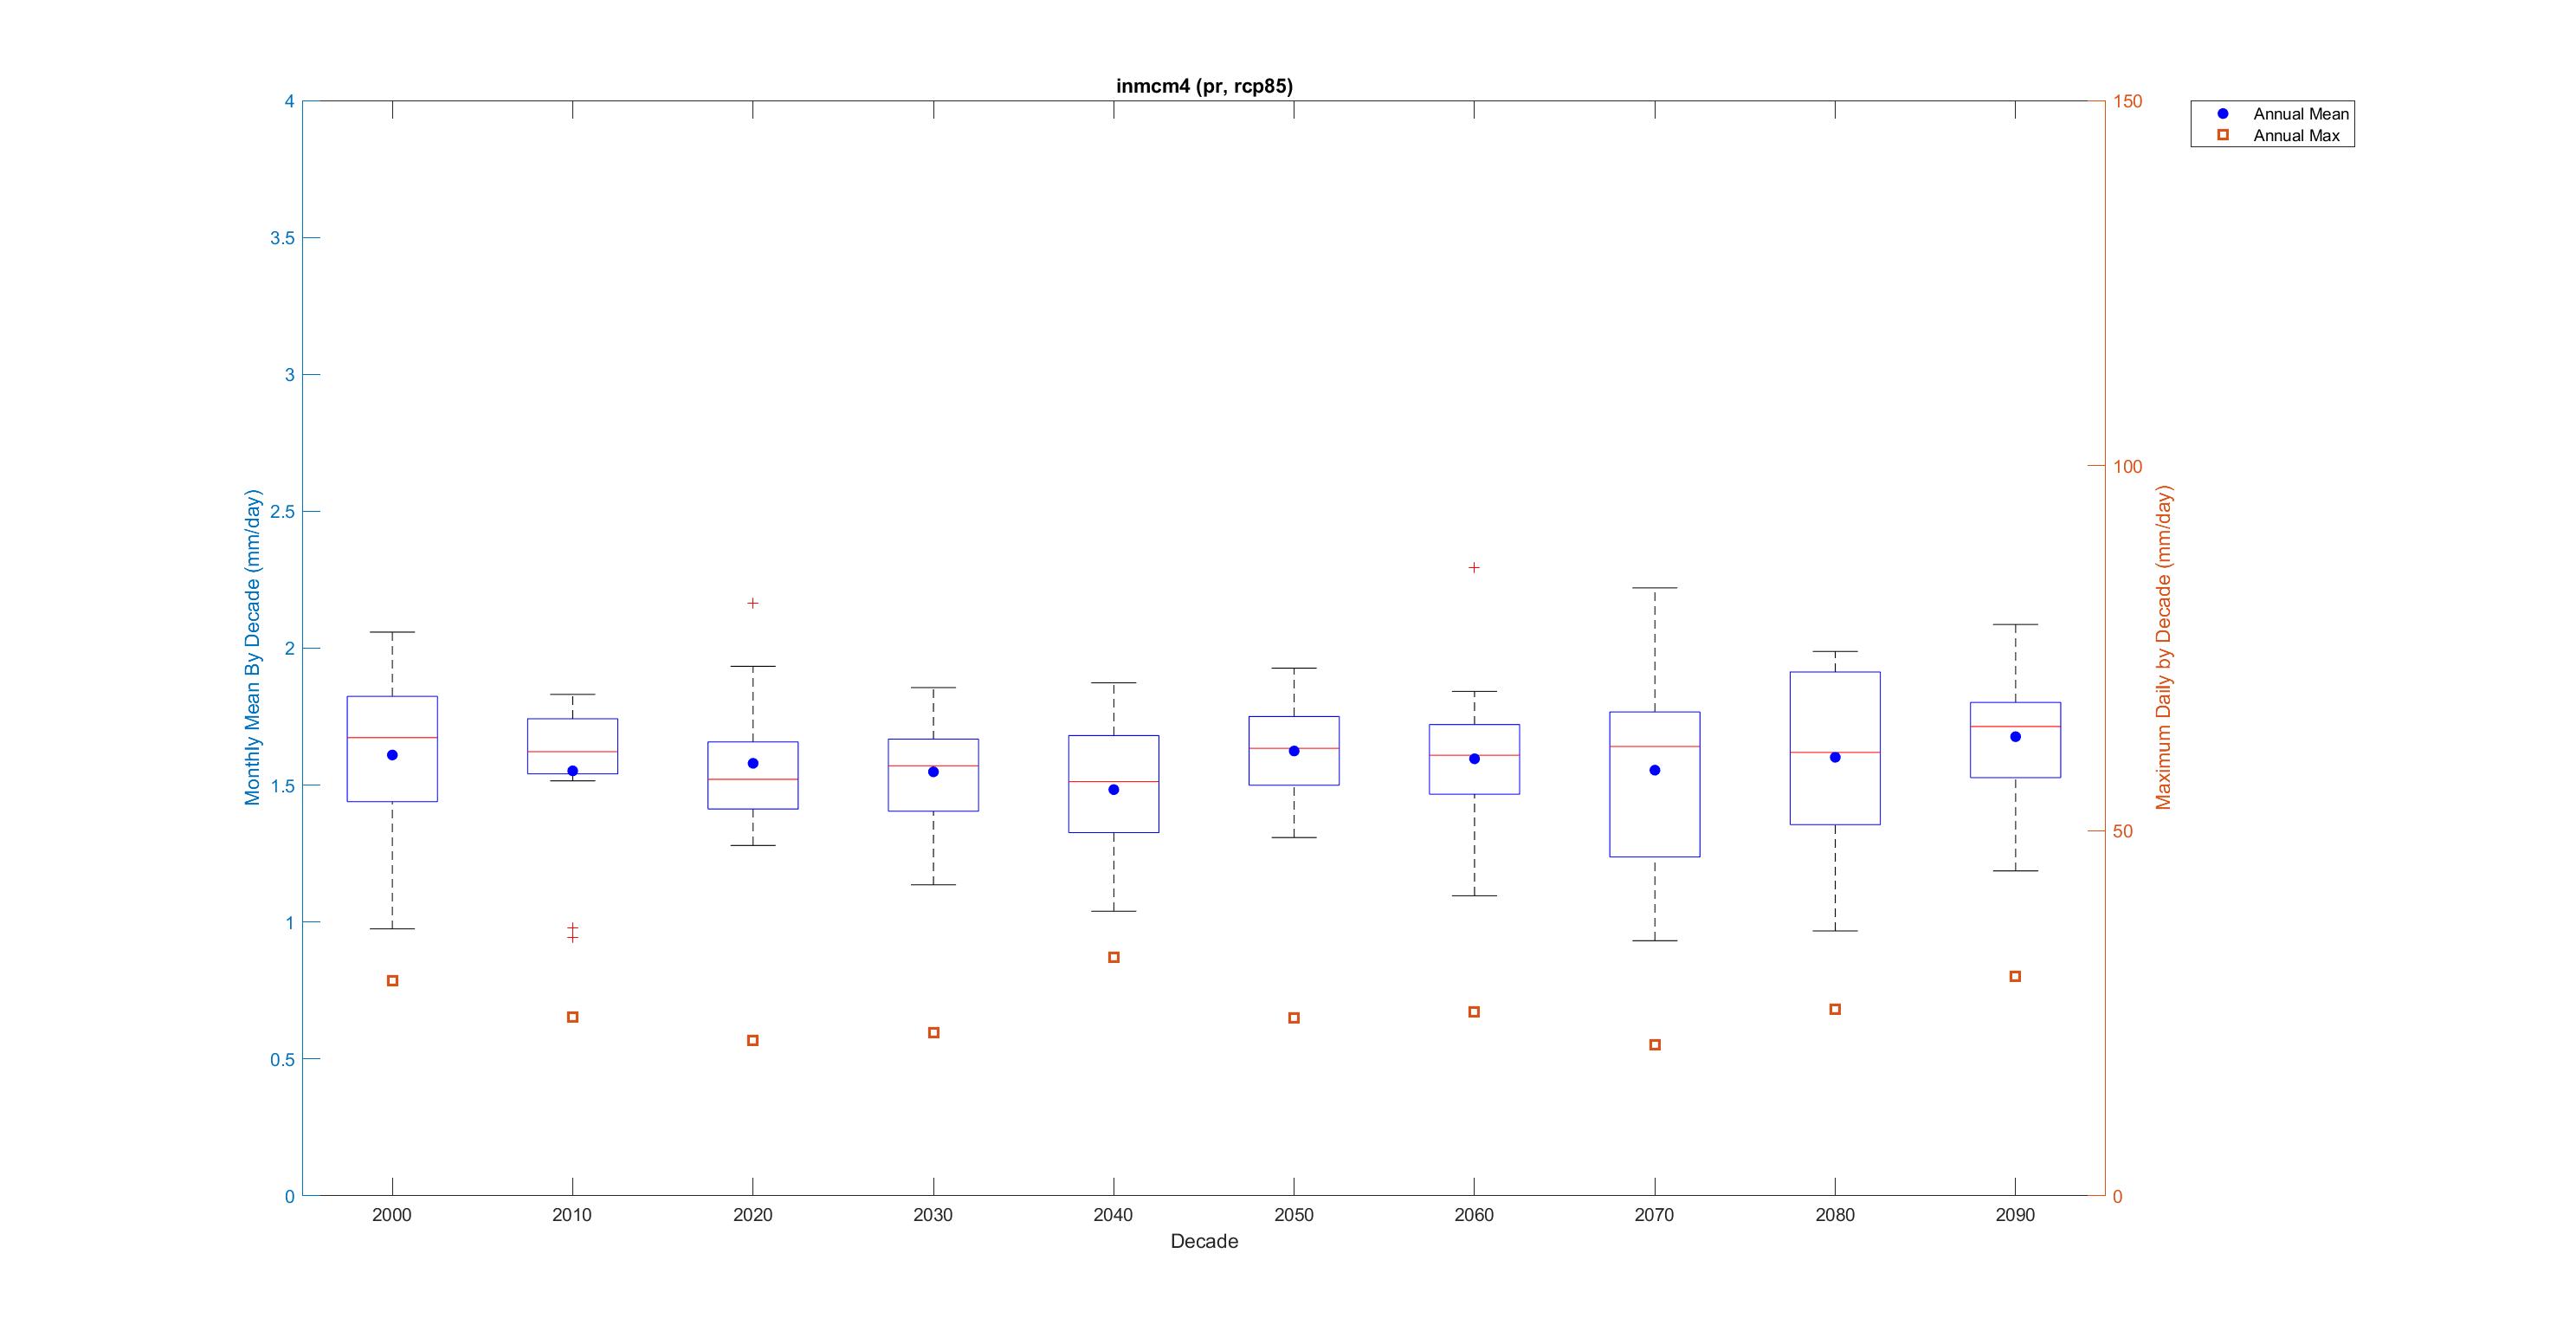 inmcm4 (pr, rcp85)
Annual Mean
Annual Max
Monthly Mean By Decade (mm/day)
4
3.5
3
2.5
2
1.5
1
0.5
0
150
100
50
0
Maximum Daily by Decade (mm/day)
2000 2010 2020 2030 2040 2050 2060 2070 2080 2090
Decade